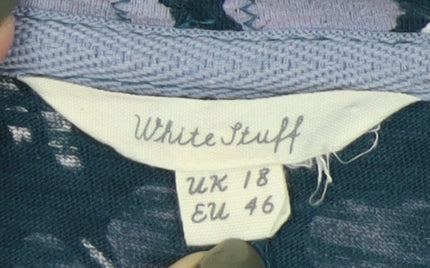 White Stuff
UK 18
EU 46